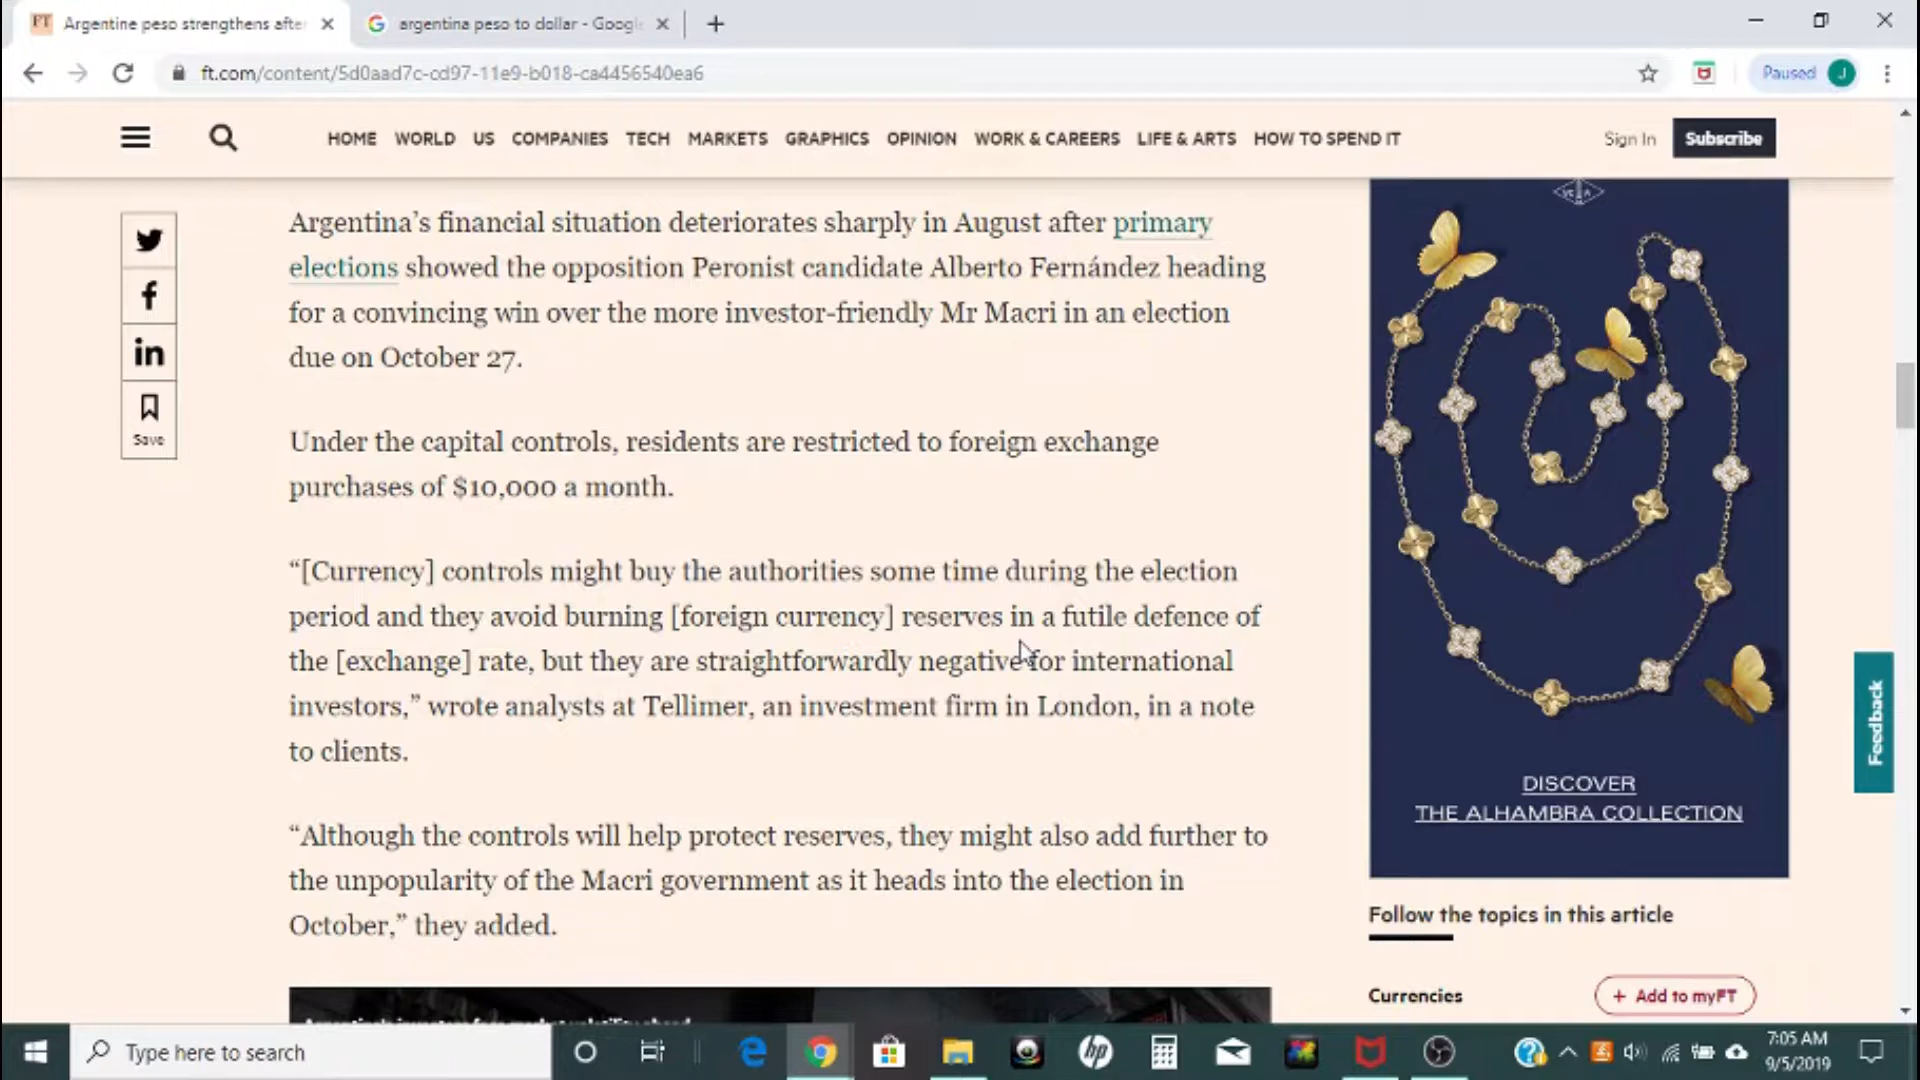 FT Argentine peso strengthens after
argentina peso to dollar - Googl
ft.com/content/5d0aad7c-cd97-11e9-b018-ca4456540ea6
Paused
J
HOME WORLD US COMPANIES TECH MARKETS GRAPHICS OPINION WORK & CAREERS LIFE & ARTS HOW TO SPEND IT
Sign In
Subscribe
Argentina's financial situation deteriorates sharply in August after primary
elections showed the opposition Peronist candidate Alberto Fernández heading
for a convincing win over the more investor-friendly Mr Macri in an election
due on October 27.
Save
Under the capital controls, residents are restricted to foreign exchange
purchases of $10,000 a month.
“[Currency] controls might buy the authorities some time during the election
period and they avoid burning [foreign currency] reserves in a futile defence of
the [exchange] rate, but they are straightforwardly negative for international
investors,” wrote analysts at Tellimer, an investment firm in London, in a note
to clients.
“Although the controls will help protect reserves, they might also add further to
the unpopularity of the Macri government as it heads into the election in
October,” they added.
DISCOVER
THE ALHAMBRA COLLECTION
Feedback
Follow the topics in this article
Currencies
+ Add to myFT
Type here to search
hp
7:05 AM
9/5/2019